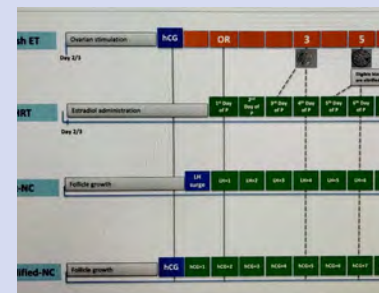 sh ET
Ovarian stimulation
hCG
OR
3
5
Day 2/3
HRT
Estradiol administration
1st Day of P
2nd Day of P
3rd Day of P
4th Day of P
5th Day of P
6th Day of P
Day 2/3
-NC
Follicle growth
LH surge
LH+1
LH+2
LH+3
LH+4
LH+5
LH+6
ified-NC
Follicle growth
hCG
hCG+1
hCG+2
hCG+3
hCG+4
hCG+5
hCG+6
hCG+7